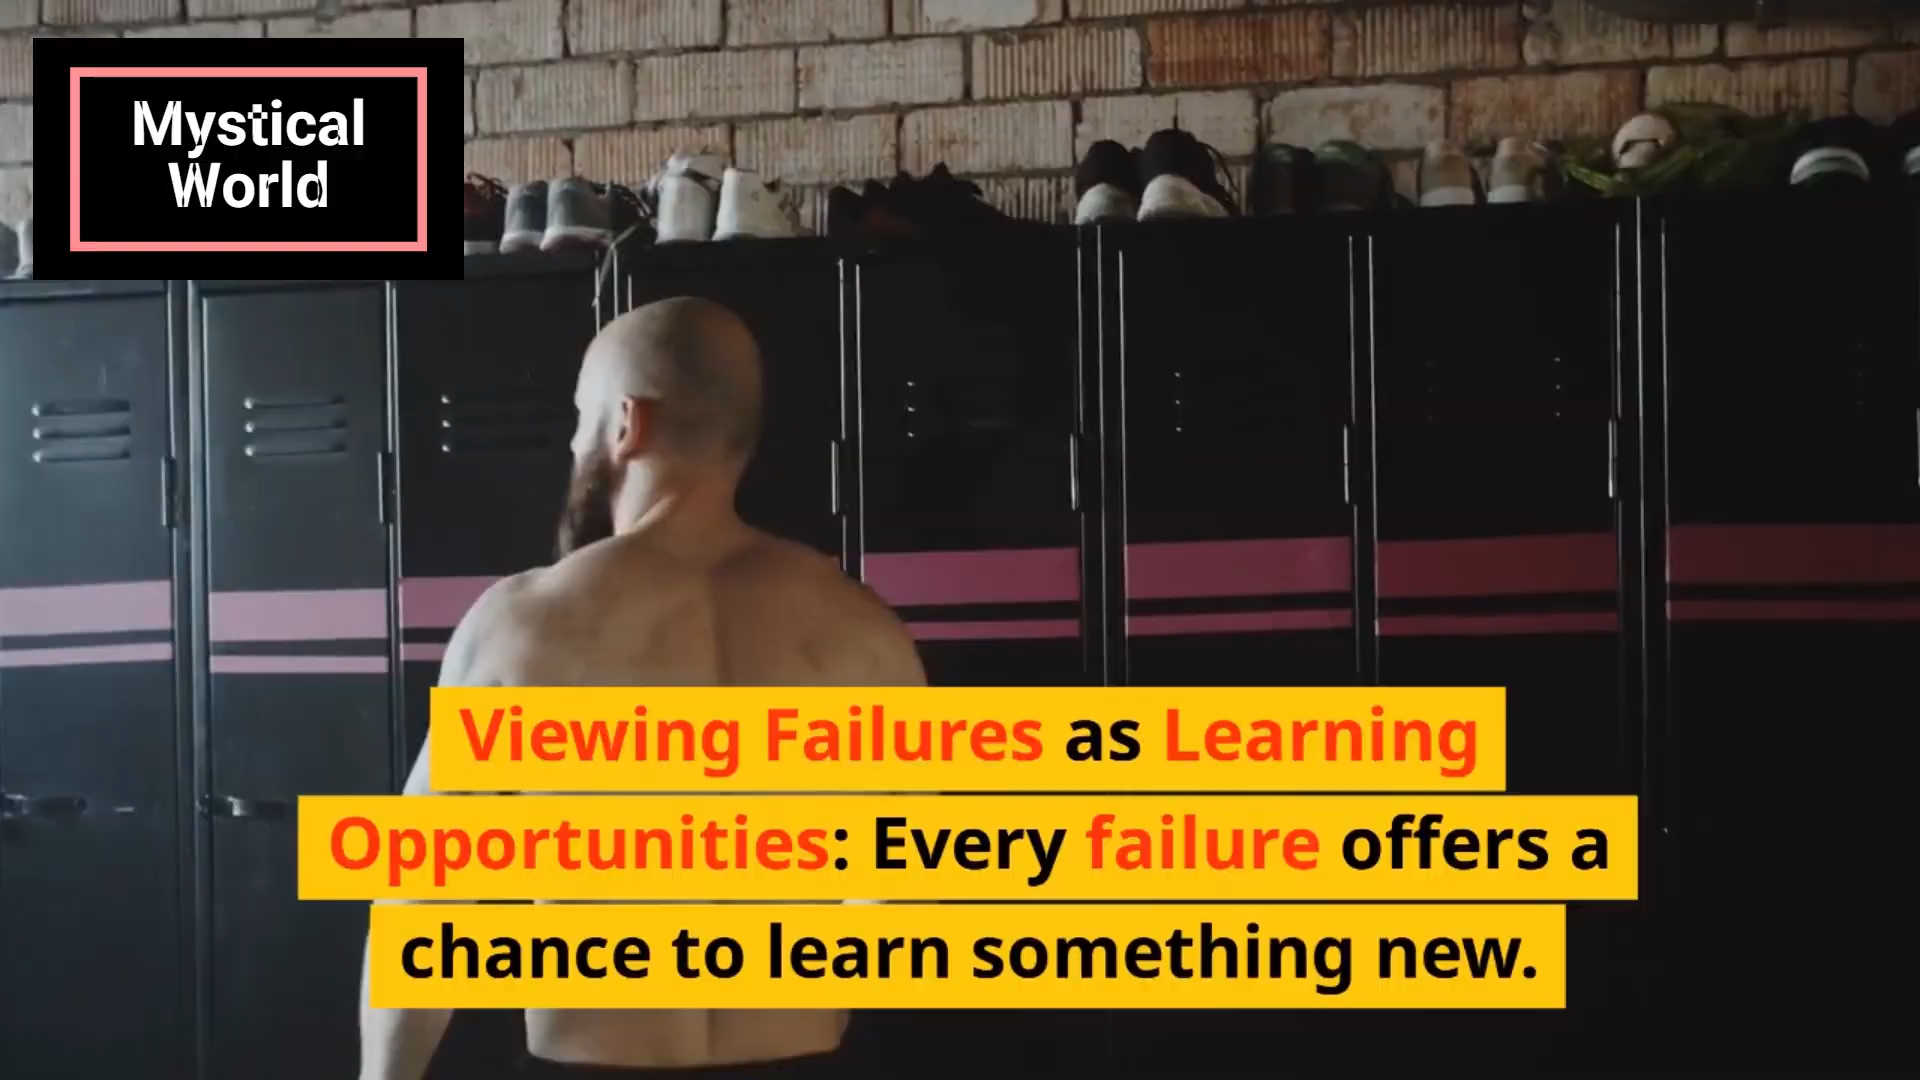 Mystical
World
Viewing Failures as Learning
Opportunities: Every failure offers a
chance to learn something new.